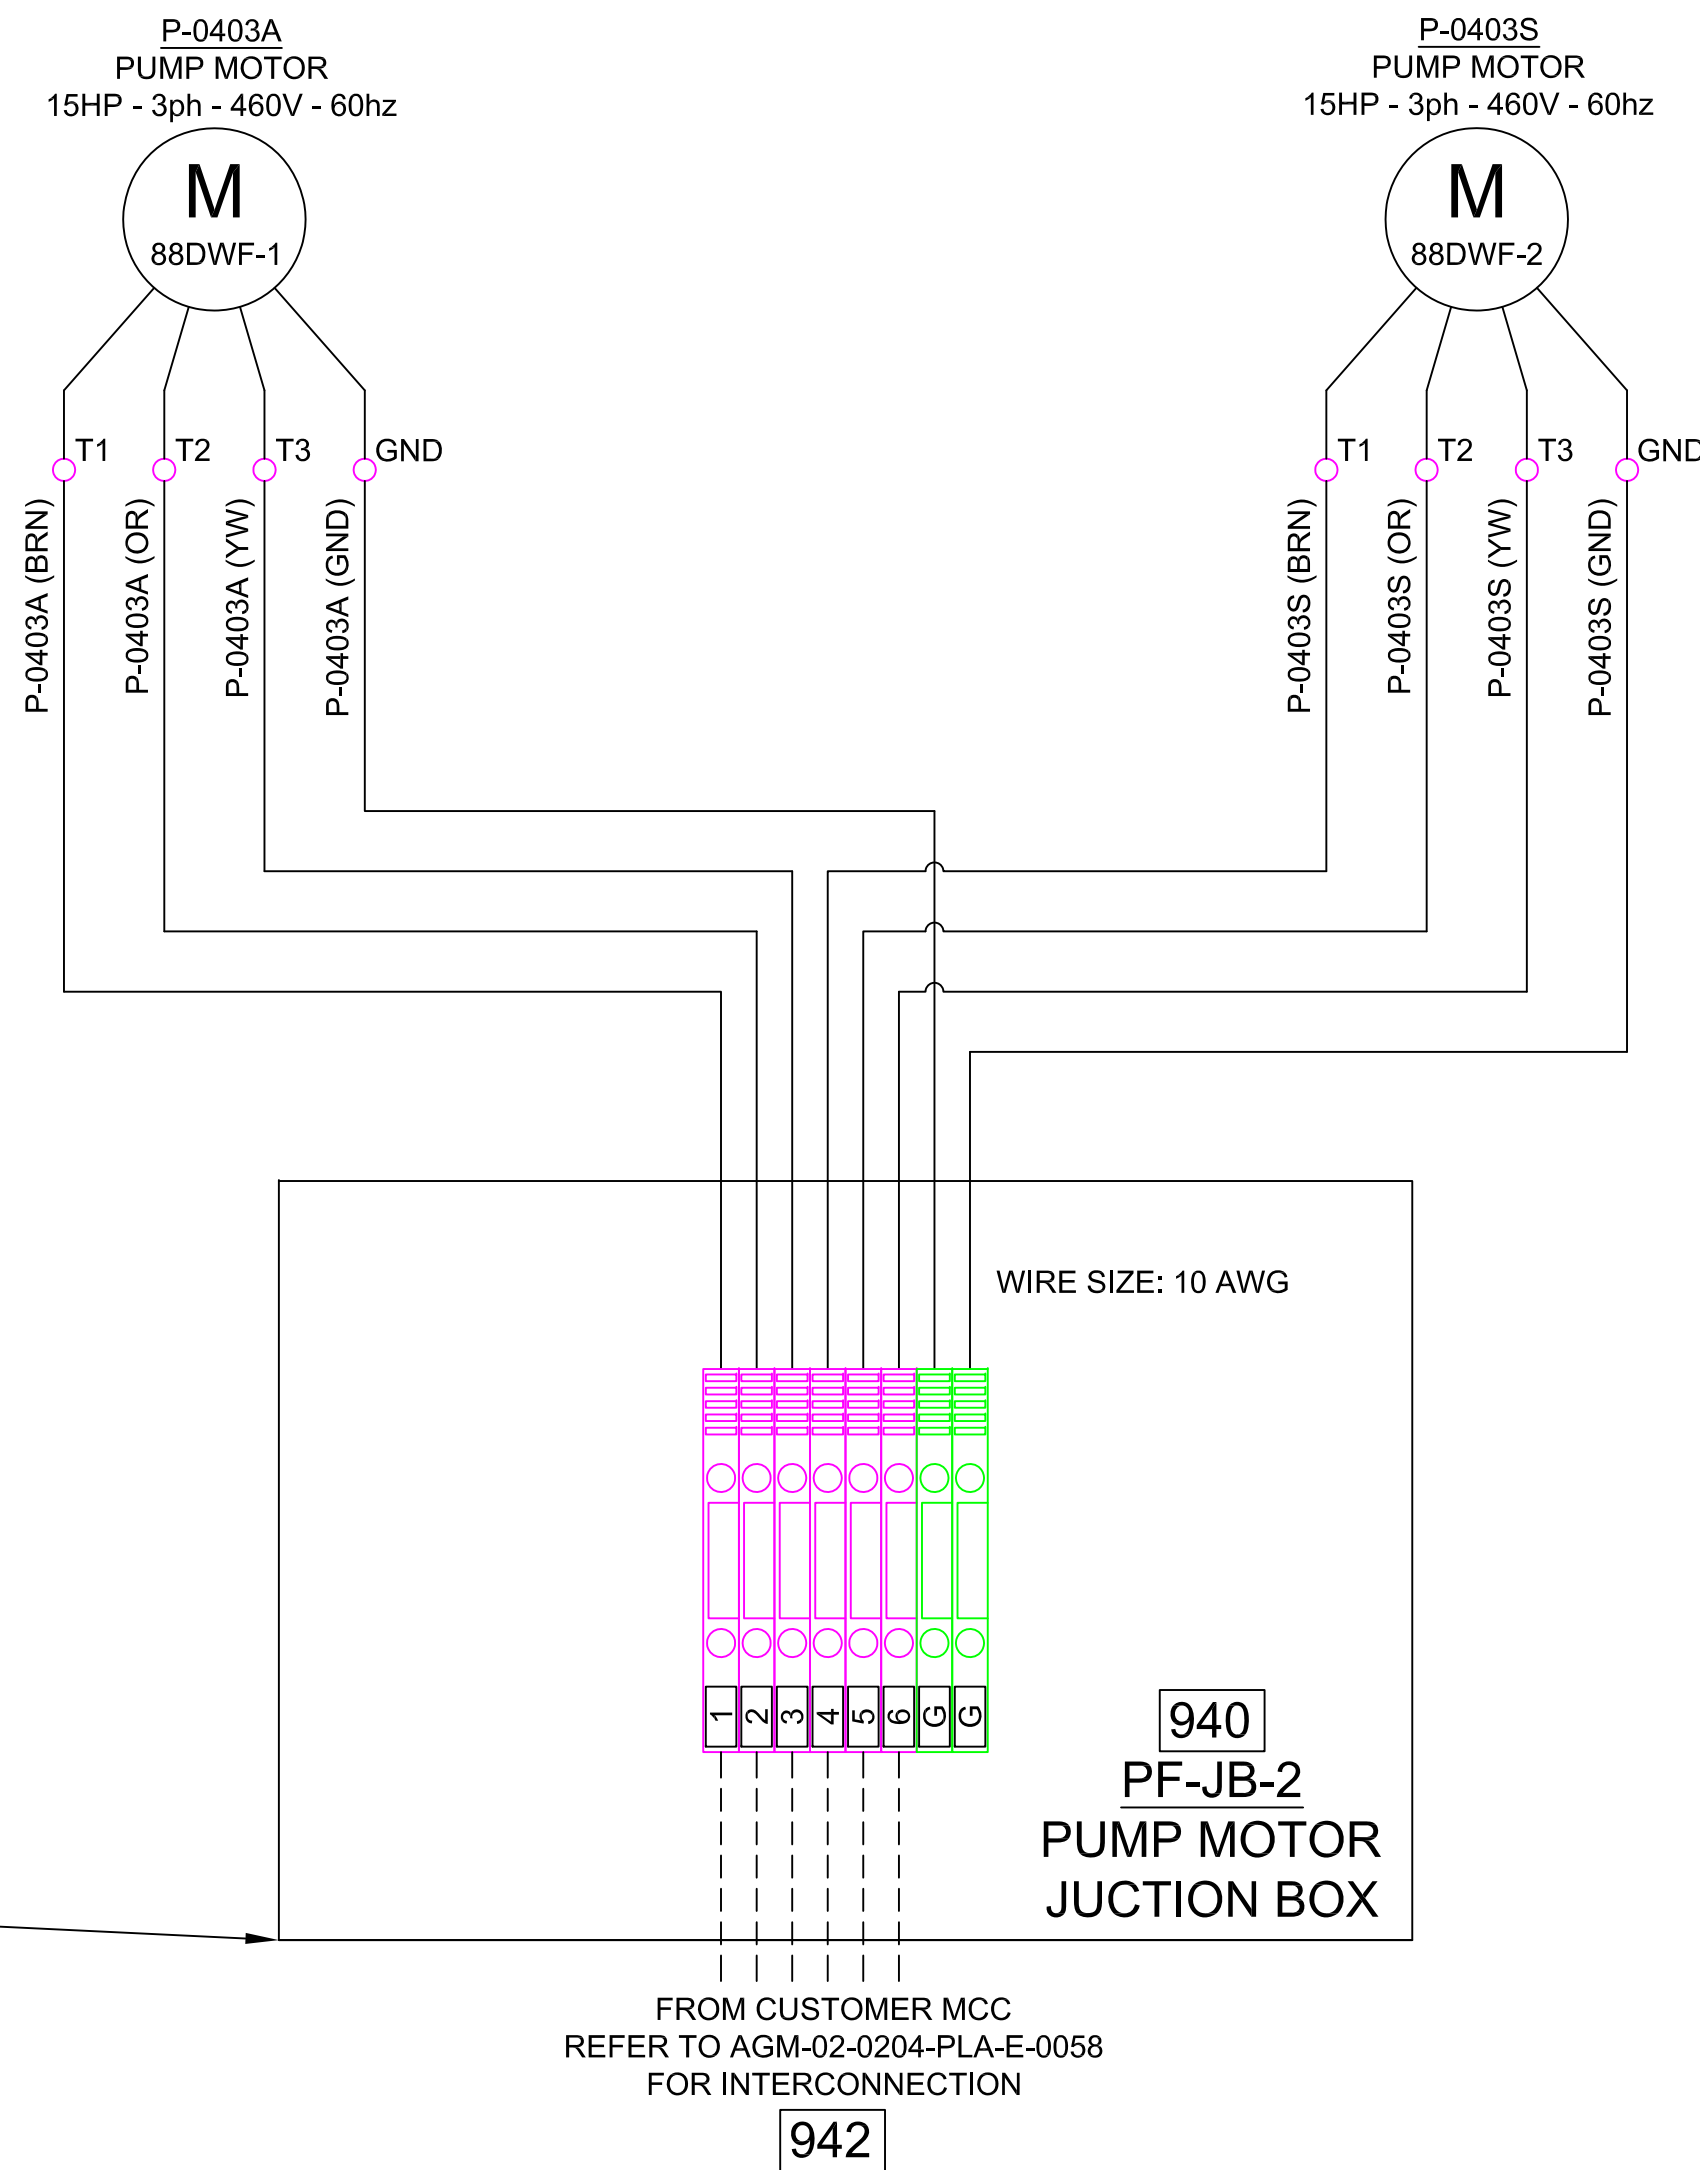 P-0403A
PUMP MOTOR
15HP - 3ph - 460V - 60hz
M
88DWF-1
T1
T2
T3
GND
P-0403A (BRN)
P-0403A (OR)
P-0403A (YW)
P-0403A (GND)
P-0403S
PUMP MOTOR
15HP - 3ph - 460V - 60hz
M
88DWF-2
T1
T2
T3
GND
P-0403S (BRN)
P-0403S (OR)
P-0403S (YW)
P-0403S (GND)
WIRE SIZE: 10 AWG
1
2
3
4
5
6
G
G
940
PF-JB-2
PUMP MOTOR
JUCTION BOX
FROM CUSTOMER MCC
REFER TO AGM-02-0204-PLA-E-0058
FOR INTERCONNECTION
942